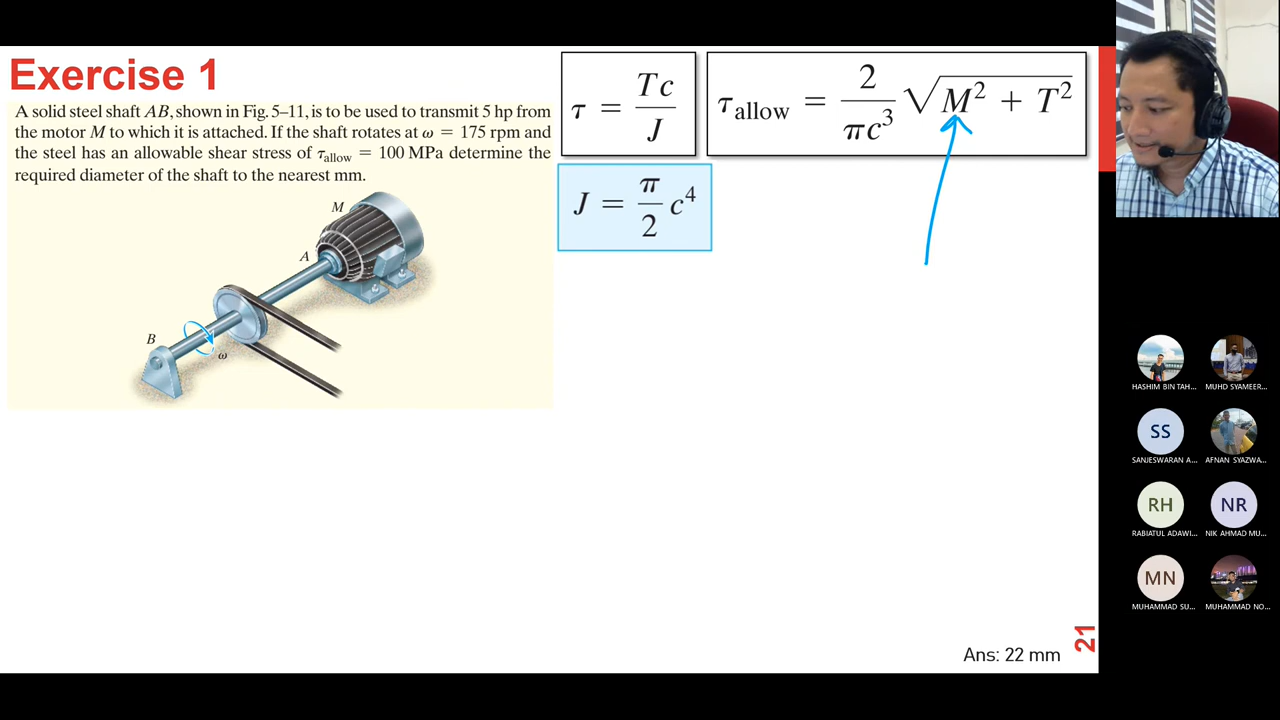 Exercise 1
A solid steel shaft AB, shown in Fig. 5–11, is to be used to transmit 5 hp from
the motor M to which it is attached. If the shaft rotates at ω = 175 rpm and
the steel has an allowable shear stress of τallow = 100 MPa determine the
required diameter of the shaft to the nearest mm.
M
A
B
ω
τ = Tc / J
J = π/2 c⁴
τallow = 2/πc³ √M² + T²
Ans: 22 mm
21
HASHIM BIN TAH...
MUHD SYAMEER...
SS
SANJESWARAN A...
AFNAN SYAZWA...
RH
NR
RABIATUL ADAWI...
NIK AHMAD MU...
MN
MUHAMMAD SU...
MUHAMMAD NO...